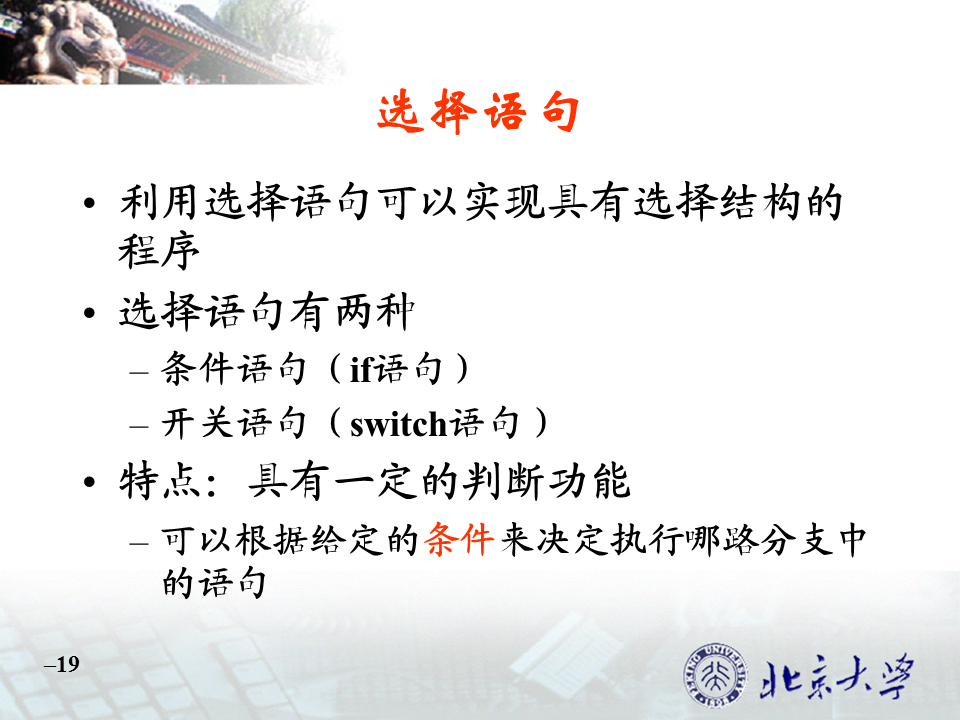 选择语句
• 利用选择语句可以实现具有选择结构的
程序
• 选择语句有两种
– 条件语句（if语句）
– 开关语句（switch语句）
• 特点：具有一定的判断功能
– 可以根据给定的条件来决定执行哪路分支中
的语句
–19
PEKING UNIVERSITY
1898
北京大学